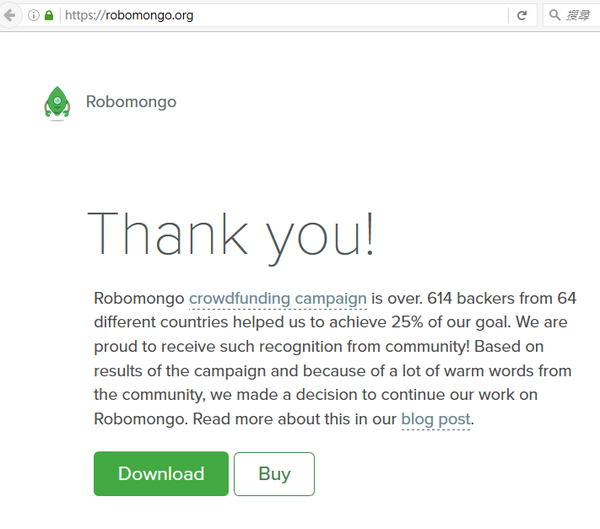 https://robomongo.org
搜尋
Robomongo
Thank you!
Robomongo crowdfunding campaign is over. 614 backers from 64
different countries helped us to achieve 25% of our goal. We are
proud to receive such recognition from community! Based on
results of the campaign and because of a lot of warm words from
the community, we made a decision to continue our work on
Robomongo. Read more about this in our blog post.
Download
Buy